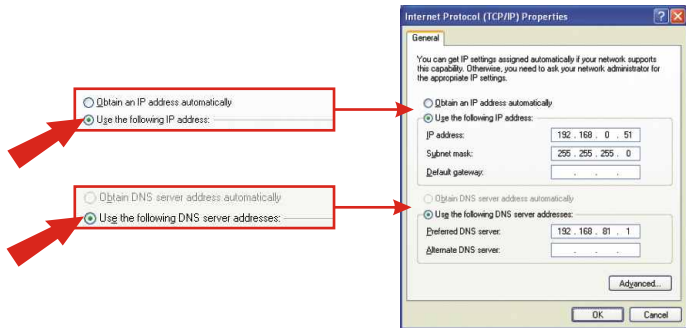 Internet Protocol (TCP/IP) Properties
General
You can get IP settings assigned automatically if your network supports
this capability. Otherwise, you need to ask your network administrator for
the appropriate IP settings.
Obtain an IP address automatically
Use the following IP address:
Obtain an IP address automatically
Use the following IP address:
IP address: 192 . 168 . 0 . 51
Subnet mask: 255 . 255 . 255 . 0
Default gateway: . . .
Obtain DNS server address automatically
Use the following DNS server addresses:
Obtain DNS server address automatically
Use the following DNS server addresses:
Preferred DNS server: 192 . 168 . 81 . 1
Alternate DNS server: . . .
Advanced...
OK Cancel